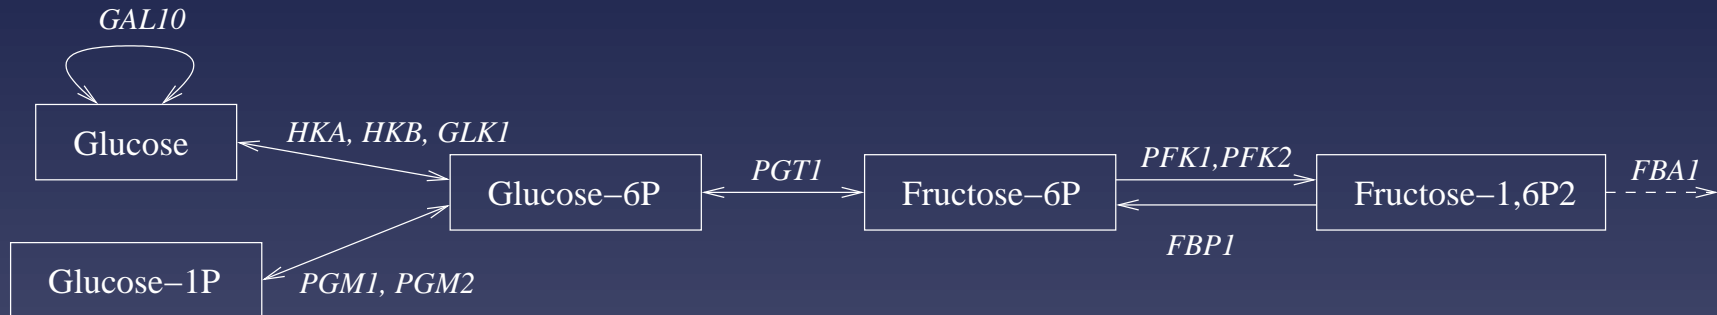 GAL10
Glucose
HKA, HKB, GLK1
Glucose−6P
PGT1
Fructose−6P
PFK1,PFK2
Fructose−1,6P2
FBA1
FBP1
Glucose−1P
PGM1, PGM2